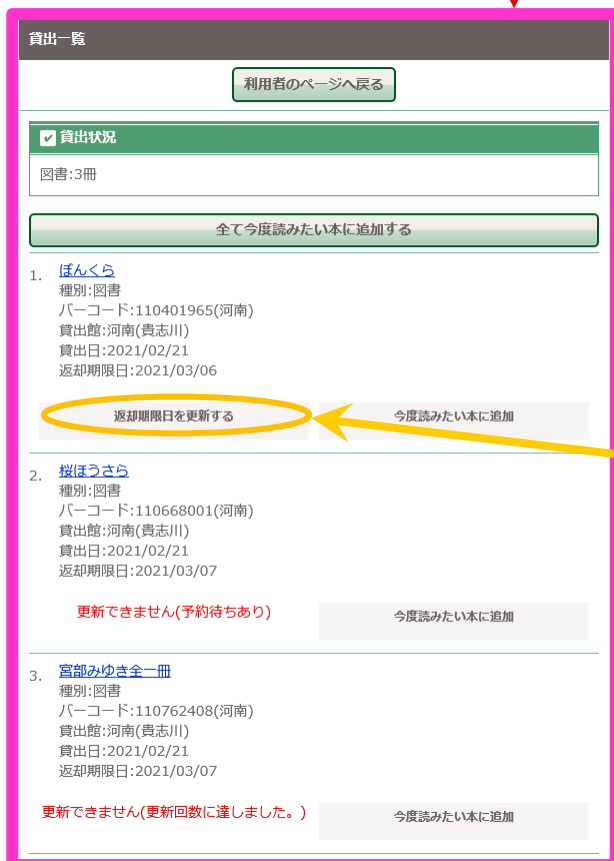 貸出一覧
利用者のページへ戻る
貸出状況
図書:3冊
全て今度読みたい本に追加する
1. ぼんくら
種別:図書
バーコード:110401965(河南)
貸出館:河南(貴志川)
貸出日:2021/02/21
返却期限日:2021/03/06
返却期限日を更新する 今度読みたい本に追加
2. 桜ほうさら
種別:図書
バーコード:110668001(河南)
貸出館:河南(貴志川)
貸出日:2021/02/21
返却期限日:2021/03/07
更新できません(予約待ちあり) 今度読みたい本に追加
3. 宮部みゆき全一冊
種別:図書
バーコード:110762408(河南)
貸出館:河南(貴志川)
貸出日:2021/02/21
返却期限日:2021/03/07
更新できません(更新回数に達しました。) 今度読みたい本に追加